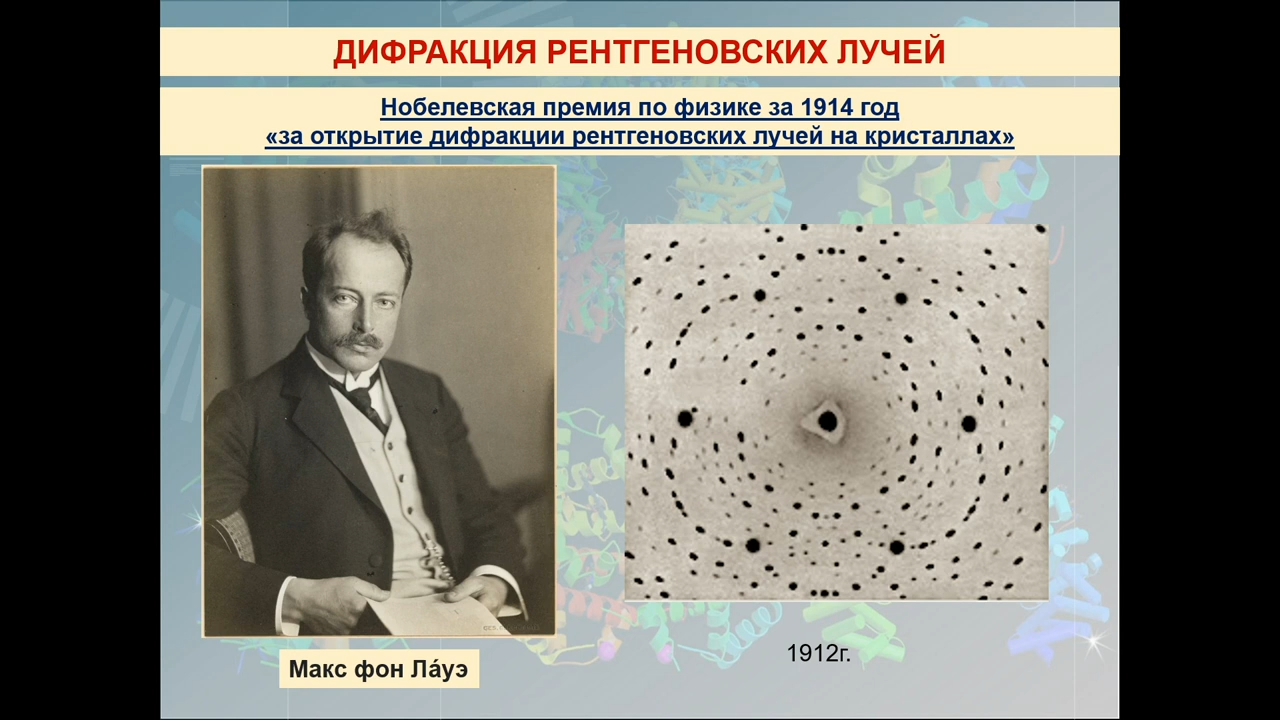 ДИФРАКЦИЯ РЕНТГЕНОВСКИХ ЛУЧЕЙ
Нобелевская премия по физике за 1914 год
«за открытие дифракции рентгеновских лучей на кристаллах»
Макс фон Ла́уэ
1912г.